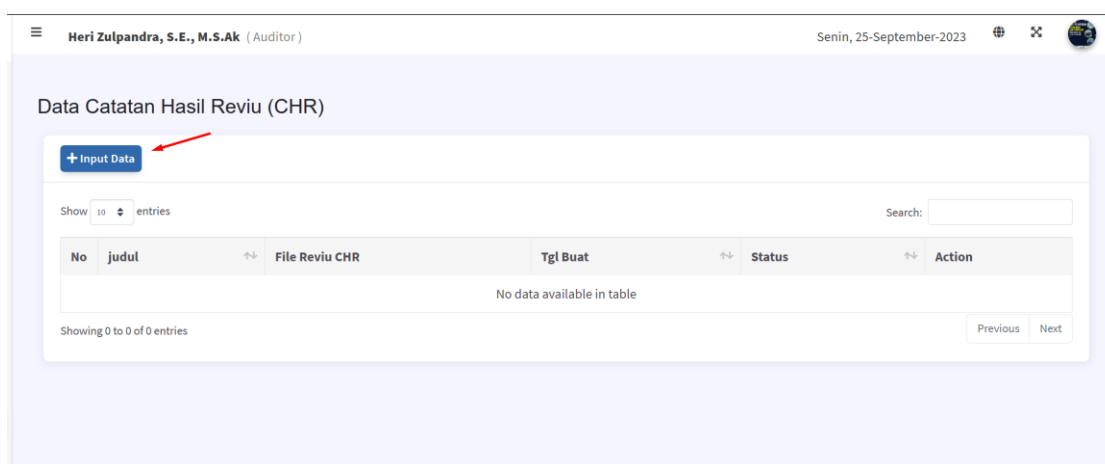 Heri Zulpandra, S.E., M.S.Ak ( Auditor ) Senin, 25-September-2023
Data Catatan Hasil Reviu (CHR)
+ Input Data
Show 10 entries Search:
No judul File Reviu CHR Tgl Buat Status Action
No data available in table
Showing 0 to 0 of 0 entries Previous Next